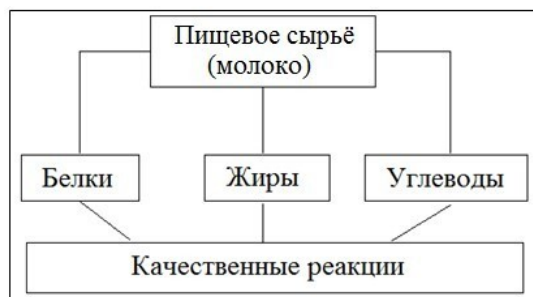 Пищевое сырьё
(молоко)
Белки
Жиры
Углеводы
Качественные реакции